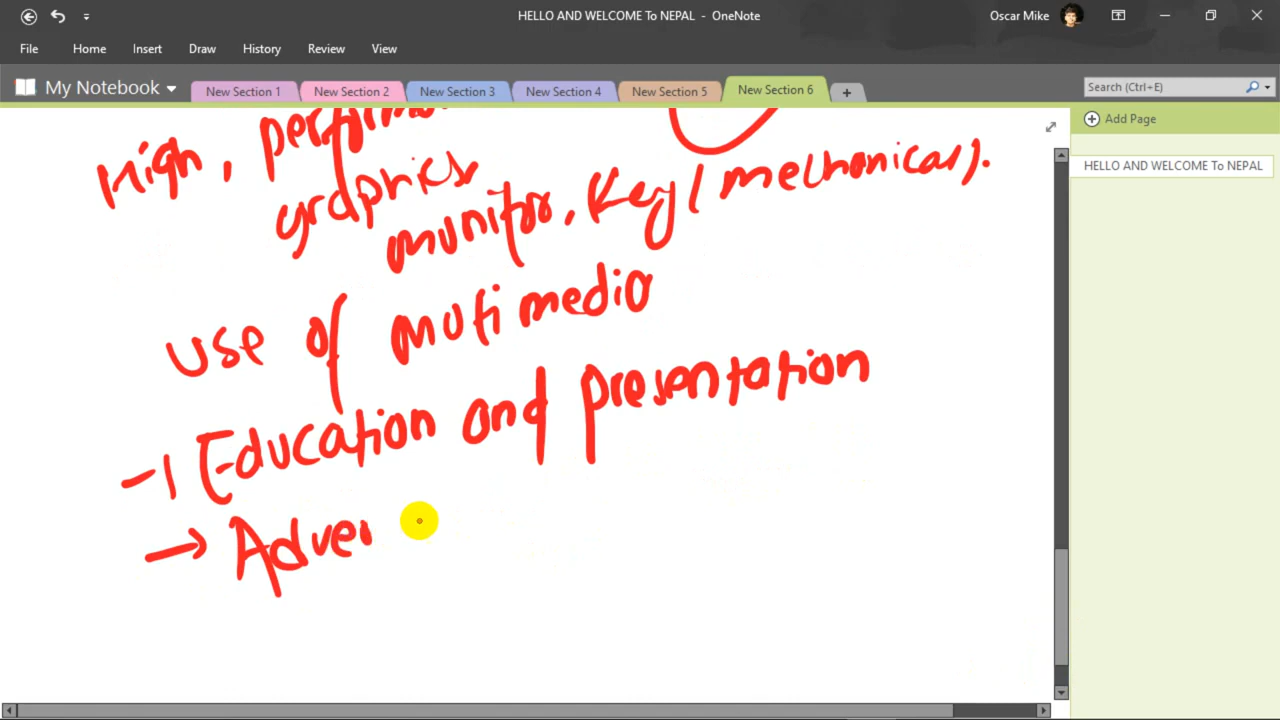 HELLO AND WELCOME To NEPAL - OneNote
Oscar Mike
File Home Insert Draw History Review View
My Notebook New Section 1 New Section 2 New Section 3 New Section 4 New Section 5 New Section 6
Search (Ctrl+E)
Add Page
HELLO AND WELCOME To NEPAL
High,
graphics
monitor, Key (mechanical).
use of mutimedia
Education and presentation
→ Adver